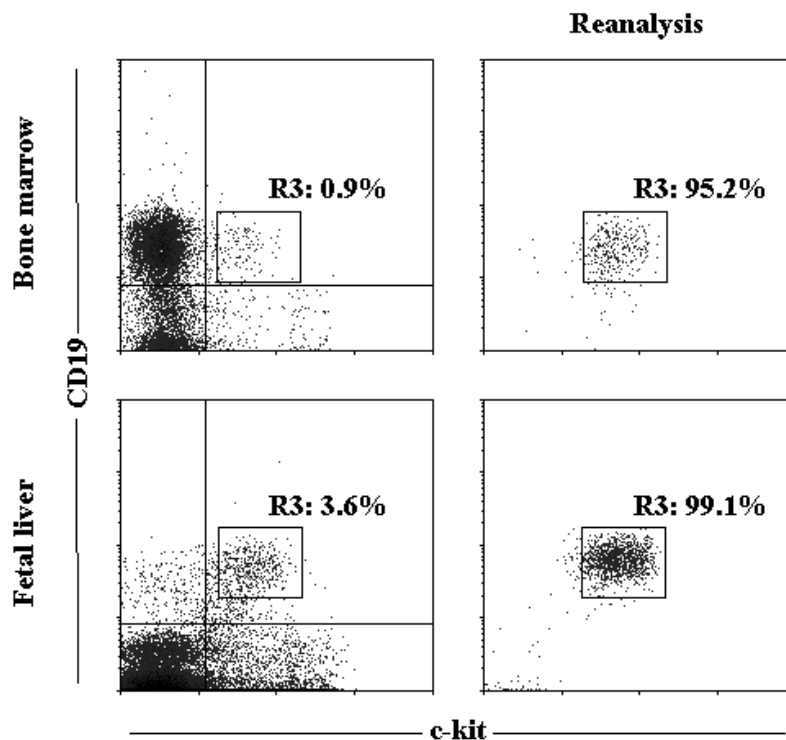 Reanalysis
Bone marrow
R3: 0.9%
R3: 95.2%
CD19
Fetal liver
R3: 3.6%
R3: 99.1%
c-kit